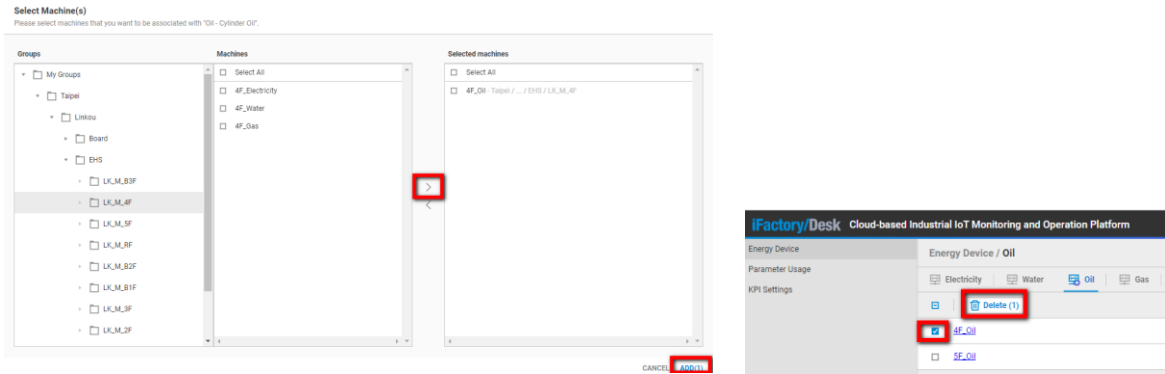 Select Machine(s)
Please select machines that you want to be associated with "Oil - Cylinder Oil".
Groups
My Groups
Taipei
Linkou
Board
EHS
LK_M_B3F
LK_M_4F
LK_M_5F
LK_M_RF
LK_M_B2F
LK_M_B1F
LK_M_3F
LK_M_2F
Machines
Select All
4F_Electricity
4F_Water
4F_Gas
Selected machines
Select All
4F_Oil - Taipei / ... / EHS / LK_M_4F
CANCEL ADD(1)
iFactory/Desk Cloud-based Industrial IoT Monitoring and Operation Platform
Energy Device
Parameter Usage
KPI Settings
Energy Device / Oil
Electricity Water Oil Gas
Delete (1)
4F_Oil
5F_Oil